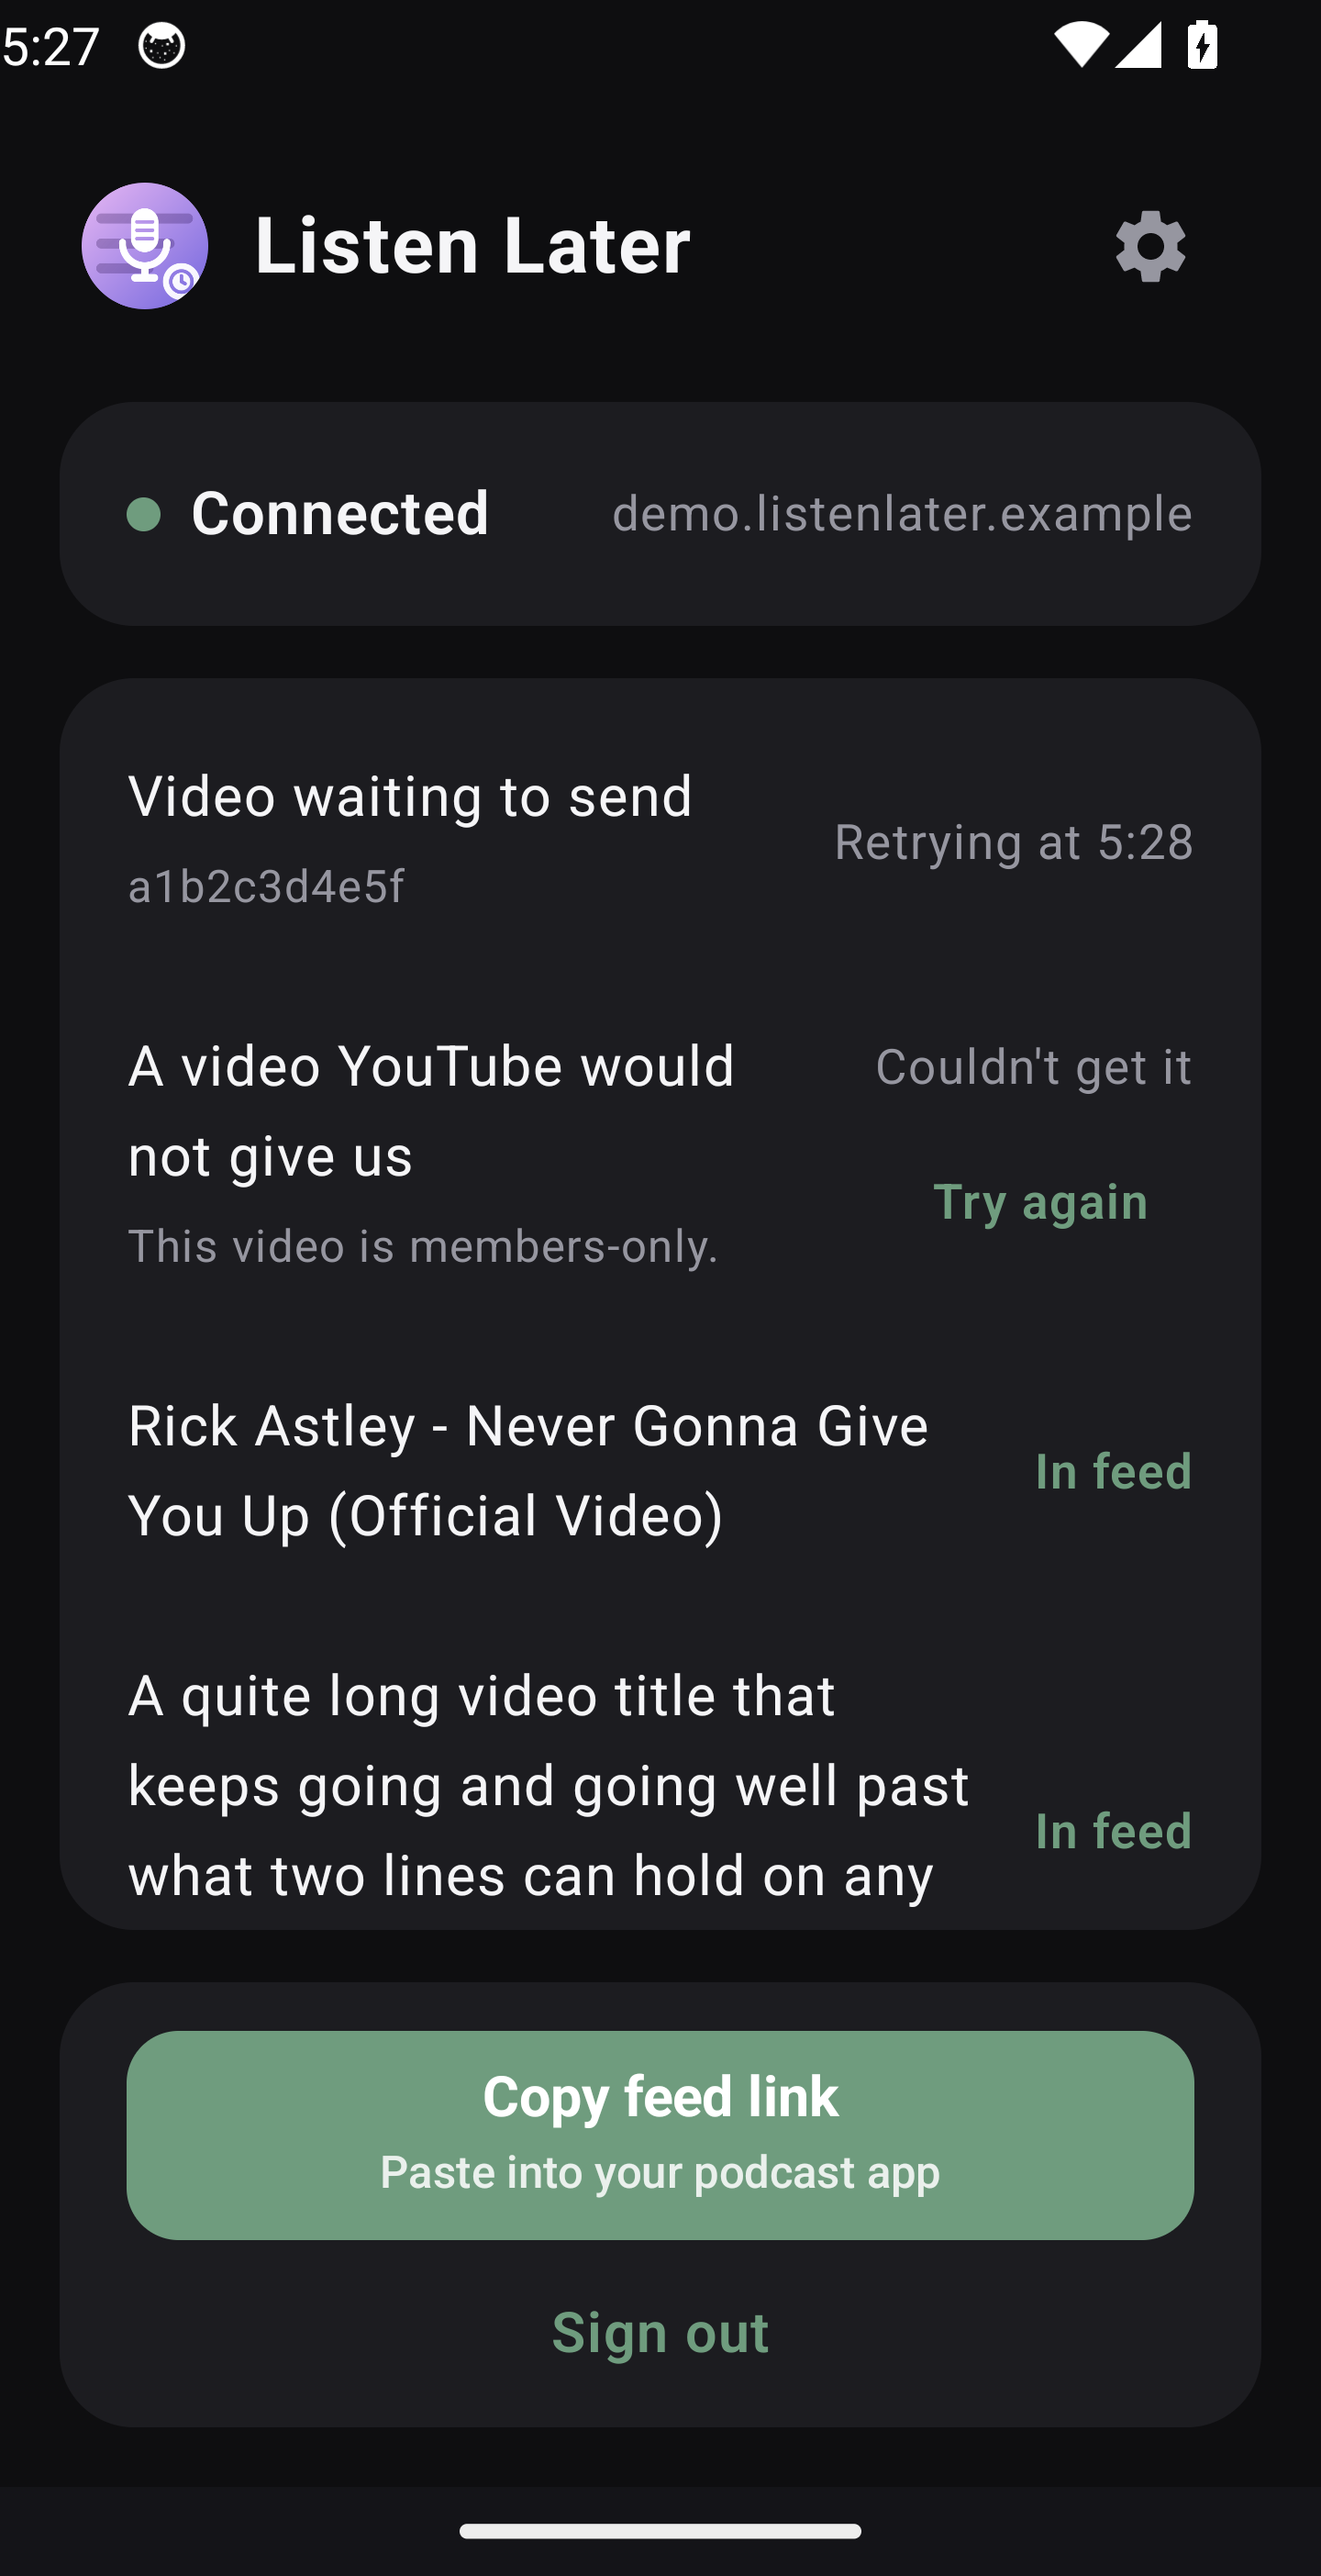 5:27
Listen Later
Connected
demo.listenlater.example
Video waiting to send
a1b2c3d4e5f
Retrying at 5:28
A video YouTube would
not give us
This video is members-only.
Couldn't get it
Try again
Rick Astley - Never Gonna Give
You Up (Official Video)
In feed
A quite long video title that
keeps going and going well past
what two lines can hold on any
In feed
Copy feed link
Paste into your podcast app
Sign out